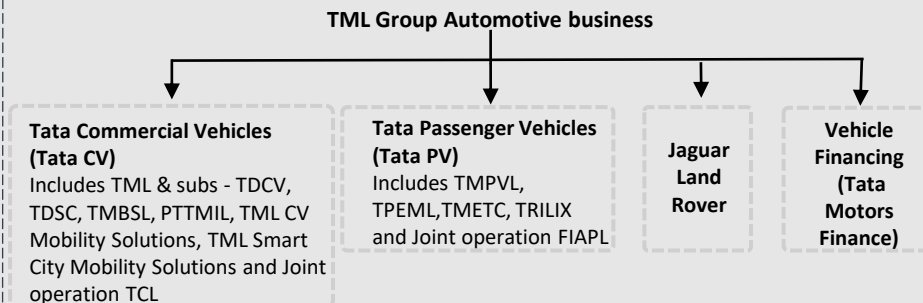 TML Group Automotive business
Tata Commercial Vehicles
(Tata CV)
Includes TML & subs - TDCV,
TDSC, TMBSL, PTTMIL, TML CV
Mobility Solutions, TML Smart
City Mobility Solutions and Joint
operation TCL
Tata Passenger Vehicles
(Tata PV)
Includes TMPVL,
TPEML,TMETC, TRILIX
and Joint operation FIAPL
Jaguar
Land
Rover
Vehicle
Financing
(Tata
Motors
Finance)